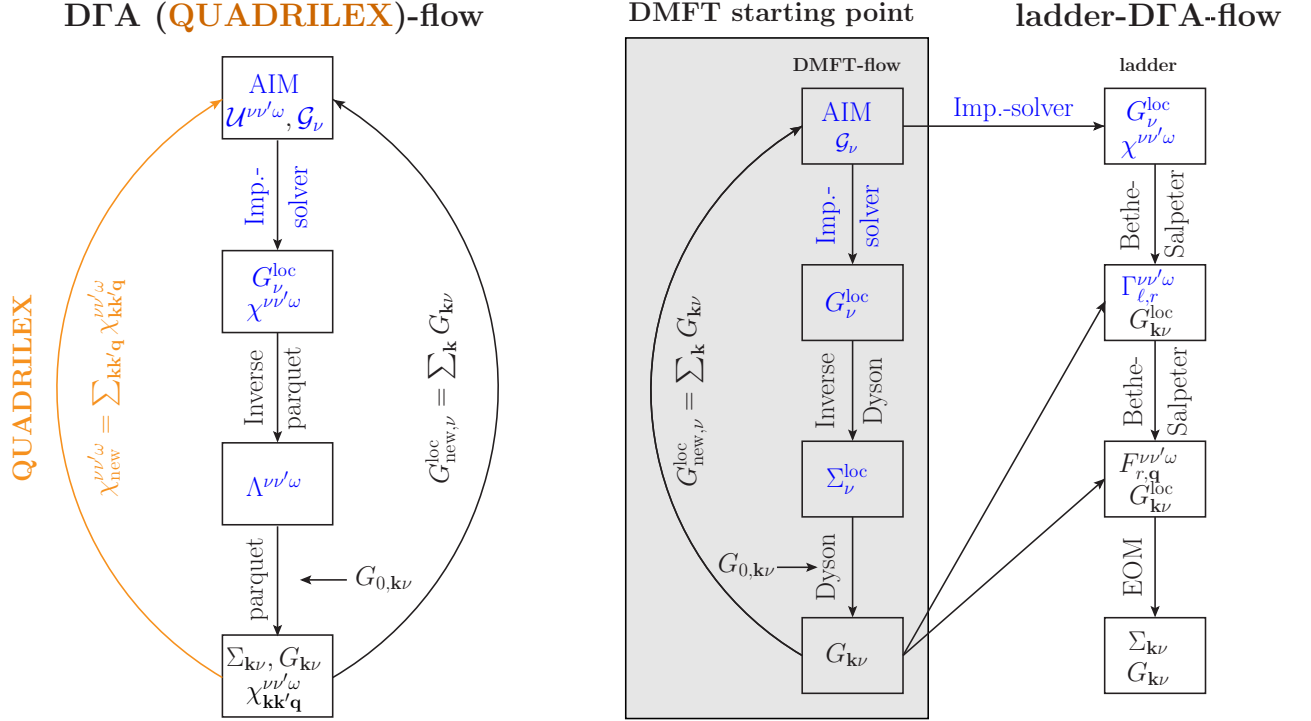 DΓA (QUADRILEX)-flow
AIM
𝒰^{νν′ω}, 𝒢_ν
Imp.-
solver
G_ν^{loc}
χ^{νν′ω}
Inverse
parquet
Λ^{νν′ω}
parquet
G_{0,𝐤ν}
Σ_{𝐤ν}, G_{𝐤ν}
χ_{𝐤𝐤′𝐪}^{νν′ω}
QUADRILEX
χ_{new}^{νν′ω} = ∑_{𝐤𝐤′𝐪} χ_{𝐤𝐤′𝐪}^{νν′ω}
G_{new,ν}^{loc} = ∑_𝐤 G_{𝐤ν}
DMFT starting point
DMFT-flow
AIM
𝒢_ν
Imp.-
solver
G_ν^{loc}
Inverse
Dyson
Σ_ν^{loc}
G_{0,𝐤ν}
Dyson
G_{𝐤ν}
G_{new,ν}^{loc} = ∑_𝐤 G_{𝐤ν}
Imp.-solver
ladder-DΓA-flow
ladder
G_ν^{loc}
χ^{νν′ω}
Bethe-
Salpeter
Γ_{ℓ,r}^{νν′ω}
G_{𝐤ν}^{loc}
Bethe-
Salpeter
F_{r,𝐪}^{νν′ω}
G_{𝐤ν}^{loc}
EOM
Σ_{𝐤ν}
G_{𝐤ν}